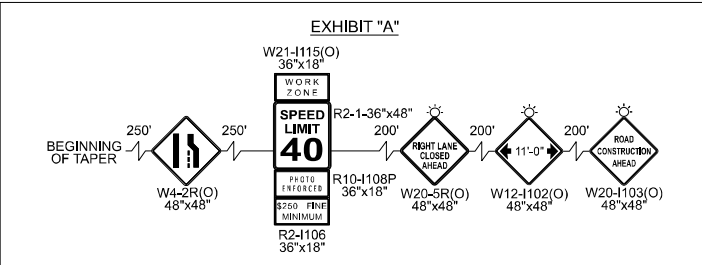 EXHIBIT "A"
W21-I115(O)
36"x18"
WORK
ZONE
SPEED
LIMIT
40
R2-1-36"x48"
PHOTO
ENFORCED
R10-I108P
36"x18"
$250 FINE
MINIMUM
R2-I106
36"x18"
BEGINNING
OF TAPER
250'
W4-2R(O)
48"x48"
250'
200'
RIGHT LANE
CLOSED
AHEAD
W20-5R(O)
48"x48"
200'
11'-0"
W12-I102(O)
48"x48"
200'
ROAD
CONSTRUCTION
AHEAD
W20-I103(O)
48"x48"